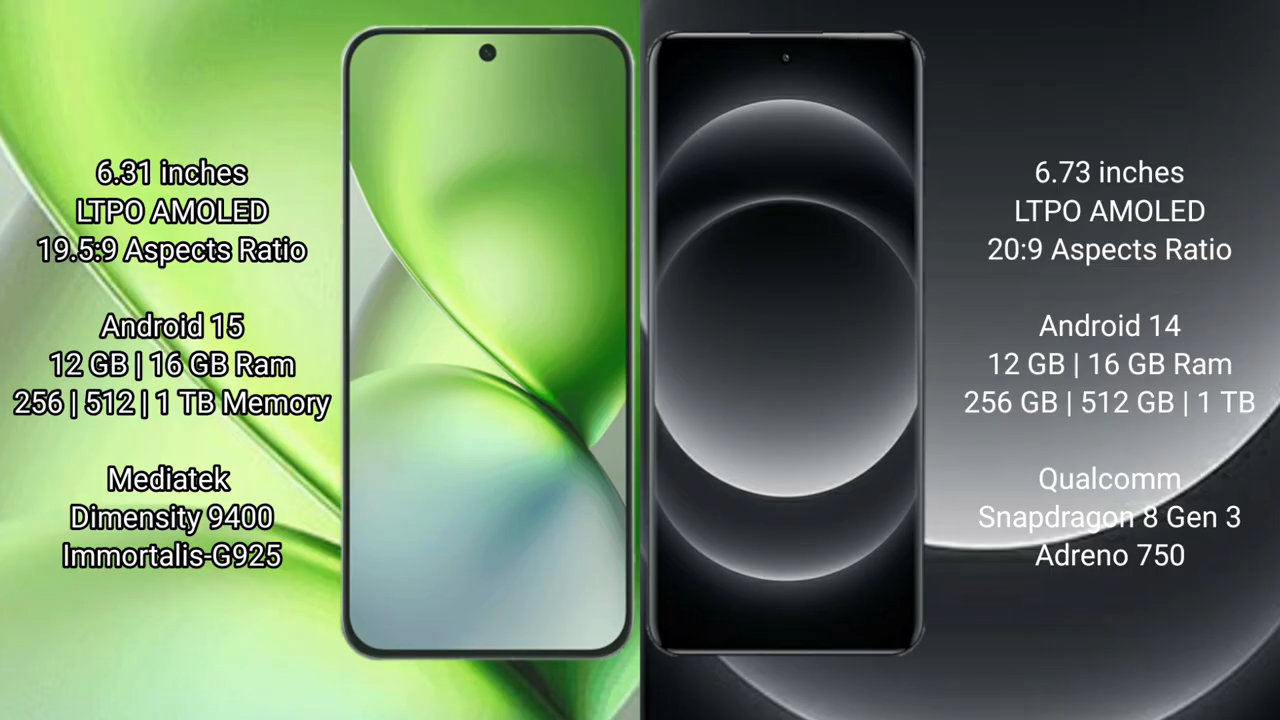 6.31 inches
LTPO AMOLED
19.5:9 Aspects Ratio
Android 15
12 GB | 16 GB Ram
256 | 512 | 1 TB Memory
Mediatek
Dimensity 9400
Immortalis-G925
6.73 inches
LTPO AMOLED
20:9 Aspects Ratio
Android 14
12 GB | 16 GB Ram
256 GB | 512 GB | 1 TB
Qualcomm
Snapdragon 8 Gen 3
Adreno 750